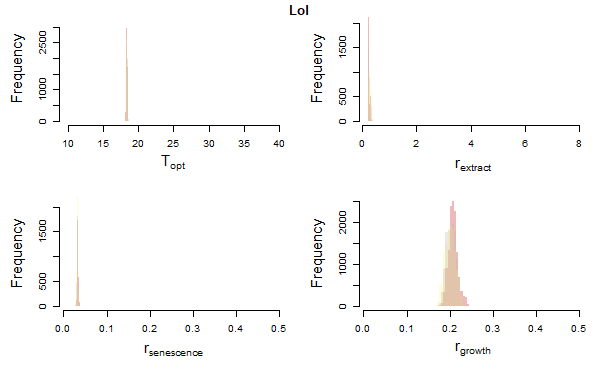 Lol
Frequency
0 1000 2500
10 15 20 25 30 35 40
T_opt
Frequency
0 500 1500
0 2 4 6 8
r_extract
Frequency
0 500 1500
0.0 0.1 0.2 0.3 0.4 0.5
r_senescence
Frequency
0 1000 2000
0.0 0.1 0.2 0.3 0.4 0.5
r_growth